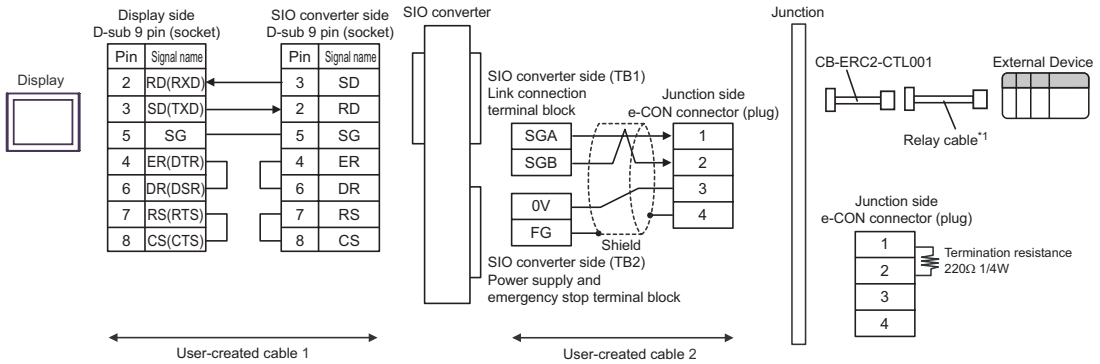 Display
Display side
D-sub 9 pin (socket)
Pin Signal name
2 RD(RXD)
3 SD(TXD)
5 SG
4 ER(DTR)
6 DR(DSR)
7 RS(RTS)
8 CS(CTS)
SIO converter side
D-sub 9 pin (socket)
Pin Signal name
3 SD
2 RD
5 SG
4 ER
6 DR
7 RS
8 CS
User-created cable 1
SIO converter
SIO converter side (TB1)
Link connection
terminal block
SGA
SGB
0V
FG
Shield
SIO converter side (TB2)
Power supply and
emergency stop terminal block
Junction side
e-CON connector (plug)
1
2
3
4
User-created cable 2
Junction
CB-ERC2-CTL001
Relay cable*1
External Device
Junction side
e-CON connector (plug)
1
2
3
4
Termination resistance
220Ω 1/4W